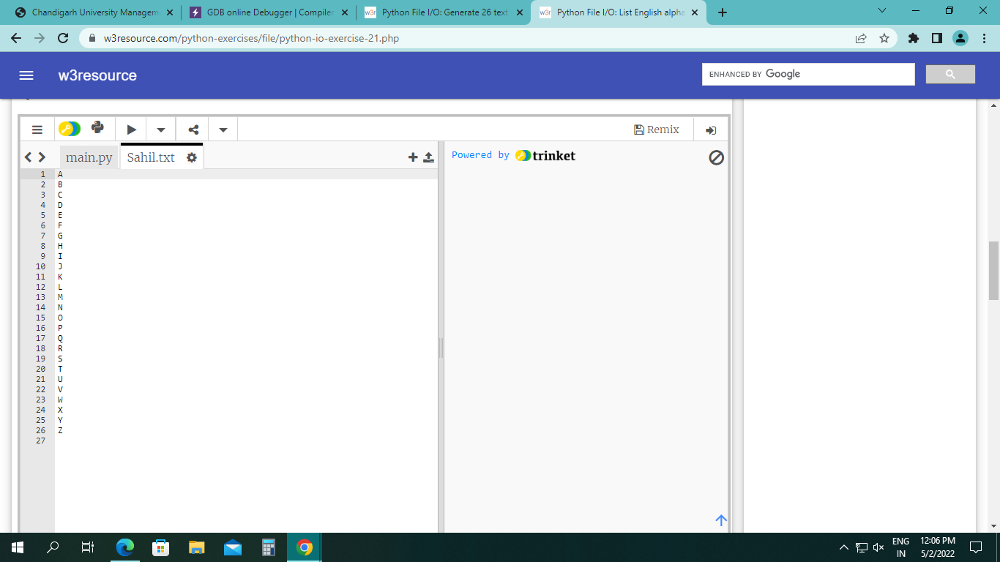 Chandigarh University Managem
GDB online Debugger | Compiler
w3r Python File I/O: Generate 26 text
w3r Python File I/O: List English alpha
w3resource.com/python-exercises/file/python-io-exercise-21.php
w3resource
ENHANCED BY Google
Remix
main.py
Sahil.txt
Powered by trinket
1 A
2 B
3 C
4 D
5 E
6 F
7 G
8 H
9 I
10 J
11 K
12 L
13 M
14 N
15 O
16 P
17 Q
18 R
19 S
20 T
21 U
22 V
23 W
24 X
25 Y
26 Z
27
ENG
IN
12:06 PM
5/2/2022